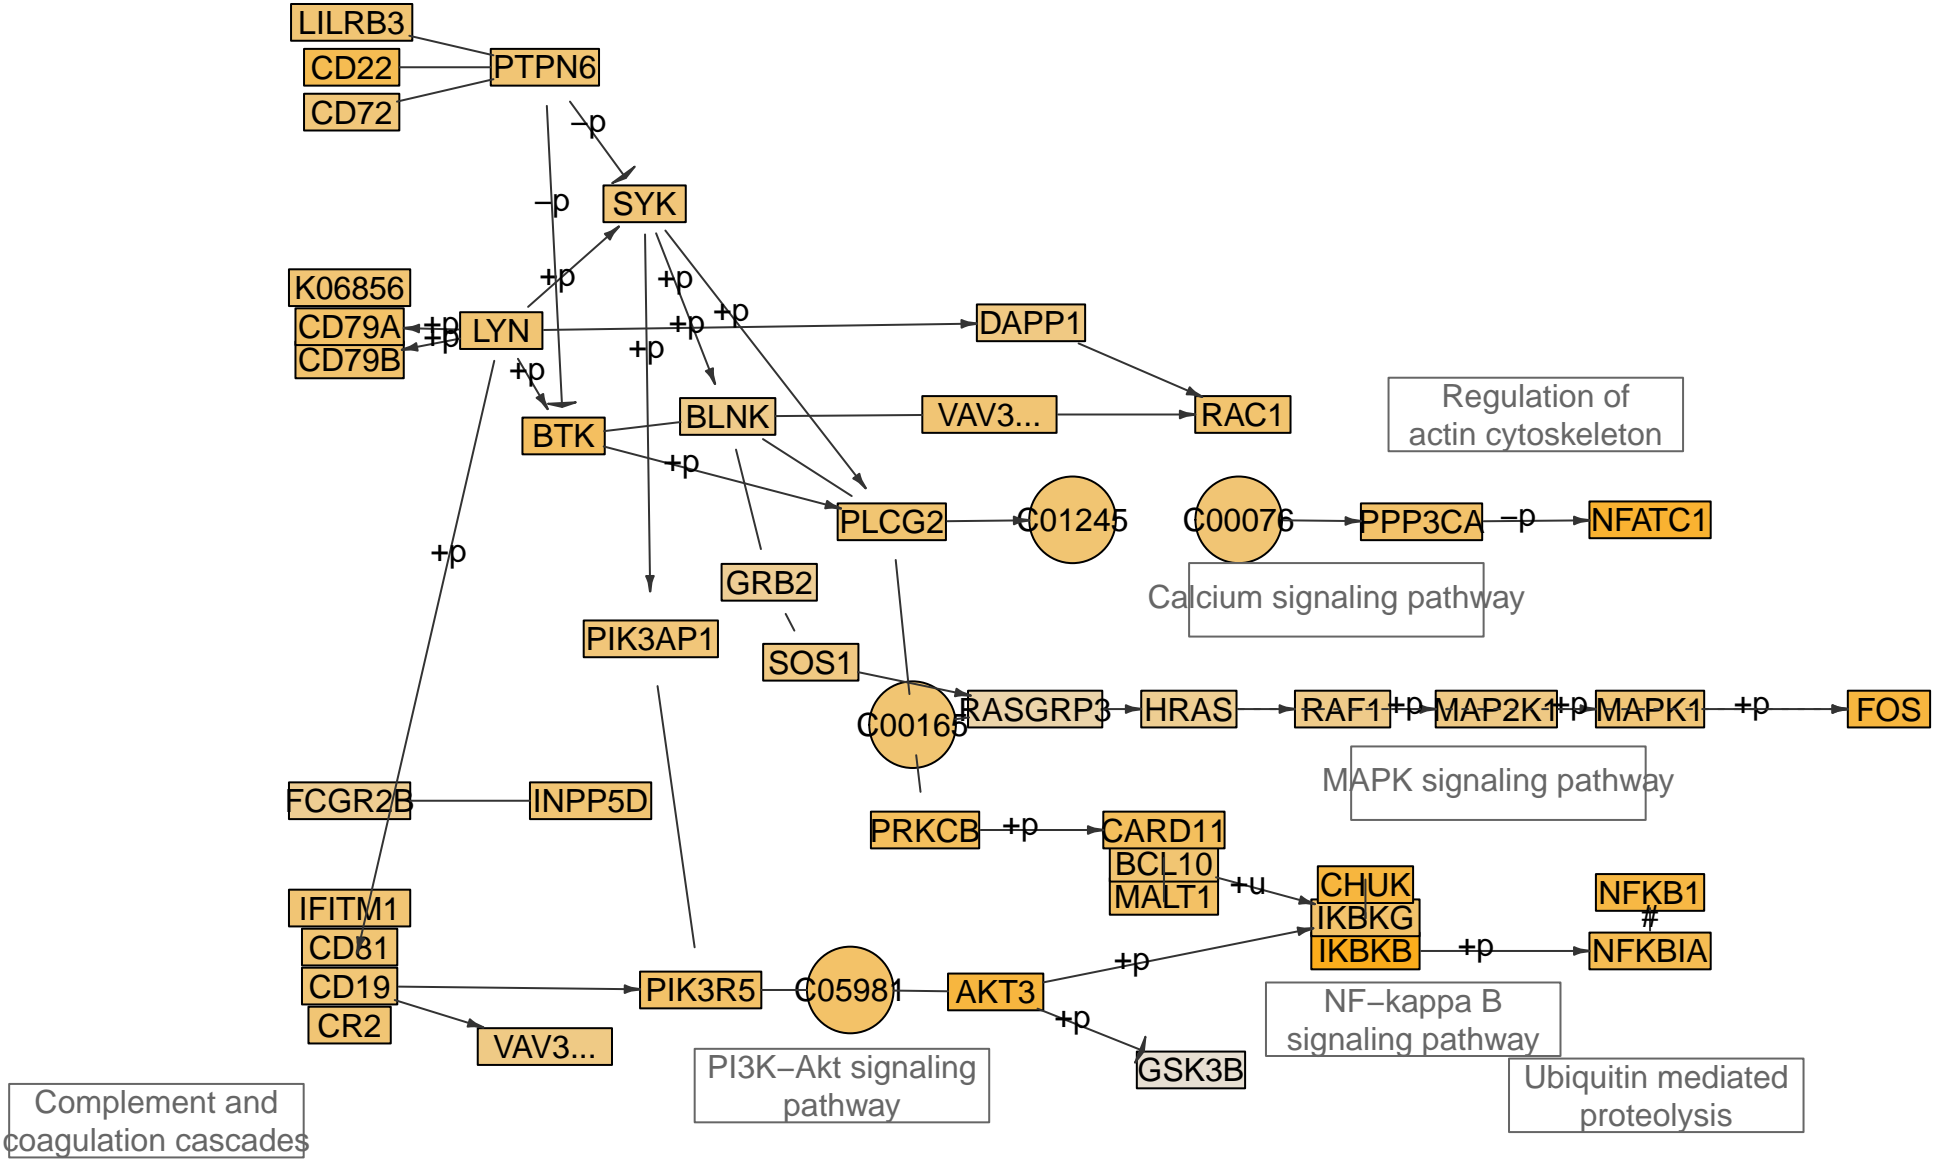 LILRB3
CD22
CD72
PTPN6
–p
–p
SYK
+p
+p
+p
+p
+p
K06856
CD79A
CD79B
+p
+p
LYN
+p
DAPP1
BTK
BLNK
VAV3...
RAC1
Regulation of
actin cytoskeleton
+p
PLCG2
C01245
C00076
PPP3CA
–p
NFATC1
Calcium signaling pathway
+p
GRB2
PIK3AP1
SOS1
C00165
RASGRP3
HRAS
RAF1
+p
MAP2K1
+p
MAPK1
+p
FOS
MAPK signaling pathway
FCGR2B
INPP5D
PRKCB
+p
CARD11
BCL10
MALT1
+u
CHUK
IKBKG
IKBKB
+p
NFKB1
#
NFKBIA
IFITM1
CD81
CD19
CR2
VAV3...
PIK3R5
C05981
AKT3
+p
+p
GSK3B
NF–kappa B
signaling pathway
PI3K–Akt signaling
pathway
Ubiquitin mediated
proteolysis
Complement and
coagulation cascades